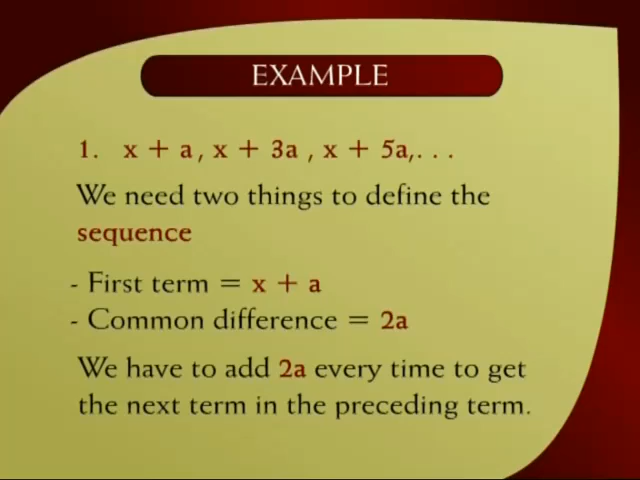 EXAMPLE
1. x + a, x + 3a , x + 5a,. . .
We need two things to define the
sequence
- First term = x + a
- Common difference = 2a
We have to add 2a every time to get
the next term in the preceding term.